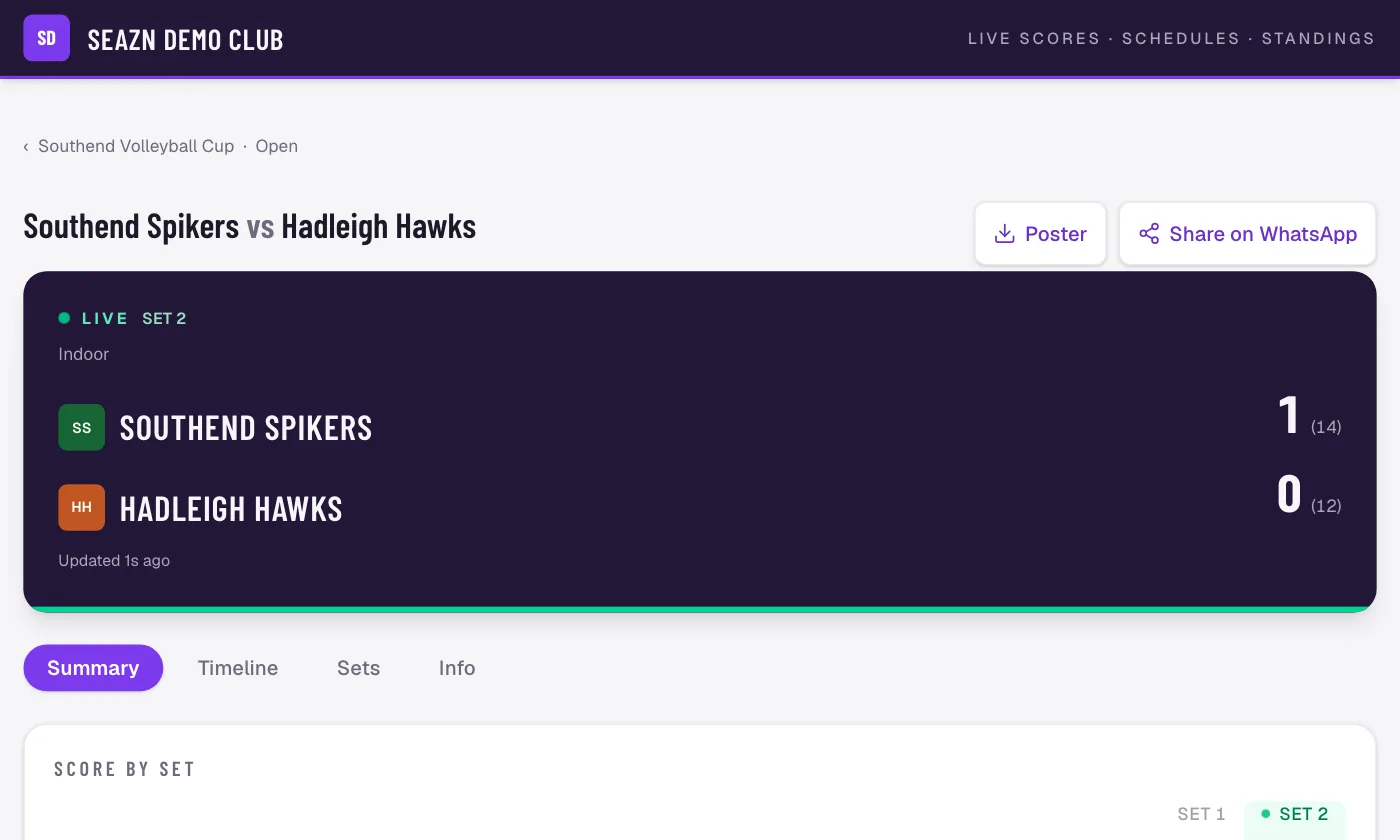 SD SEAZN DEMO CLUB LIVE SCORES · SCHEDULES · STANDINGS
‹ Southend Volleyball Cup · Open
Southend Spikers vs Hadleigh Hawks
Poster
Share on WhatsApp
LIVE SET 2
Indoor
SS SOUTHEND SPIKERS 1 (14)
HH HADLEIGH HAWKS 0 (12)
Updated 1s ago
Summary Timeline Sets Info
SCORE BY SET
SET 1 SET 2